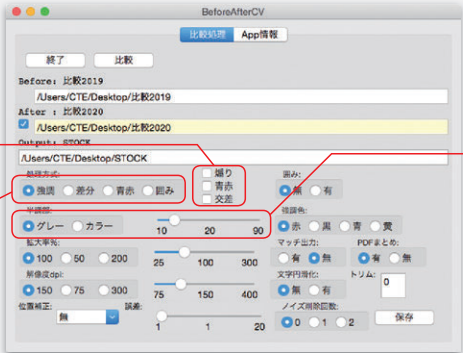 BeforeAfterCV
比較処理 App情報
終了 比較
Before: 比較2019
/Users/CTE/Desktop/比較2019
After : 比較2020
/Users/CTE/Desktop/比較2020
Output: STOCK
/Users/CTE/Desktop/STOCK
処理方式: 煽り 囲み:
強調 差分 青赤 囲み 青赤 無 有
交差
半調部: 強調色:
グレー カラー 10 20 90 赤 黒 青 黄
拡大率%: マッチ出力: PDFまとめ:
100 50 200 25 100 300 有 無 有 無
解像度dpi: 文字円滑化: トリム:
150 75 300 75 150 400 無 有 0
位置補正: 誤差: ノイズ削除回数:
無 1 1 20 0 1 2 保存